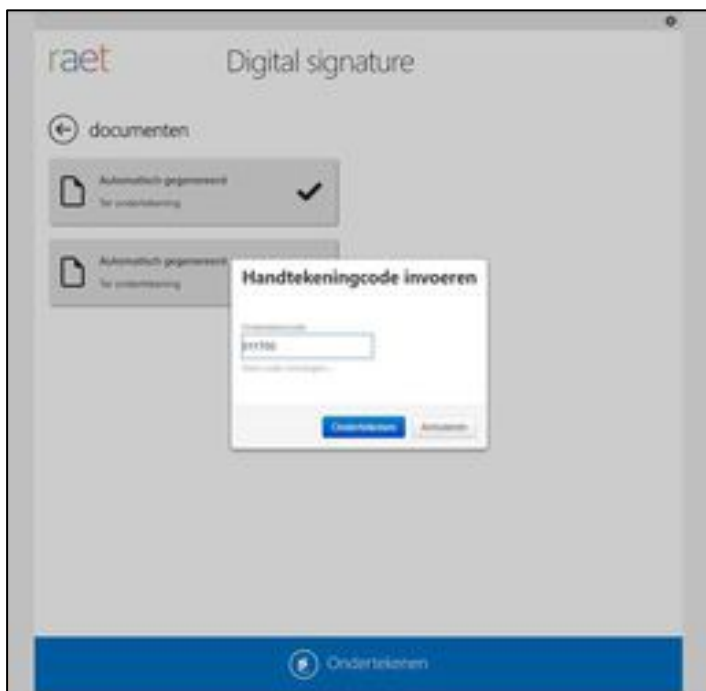 raet
Digital signature
documenten
Automatisch gegenereerd
Ter ondertekening
Automatisch gegenereerd
Ter ondertekening
Handtekeningcode invoeren
Ondertekenen
Annuleren
Ondertekenen